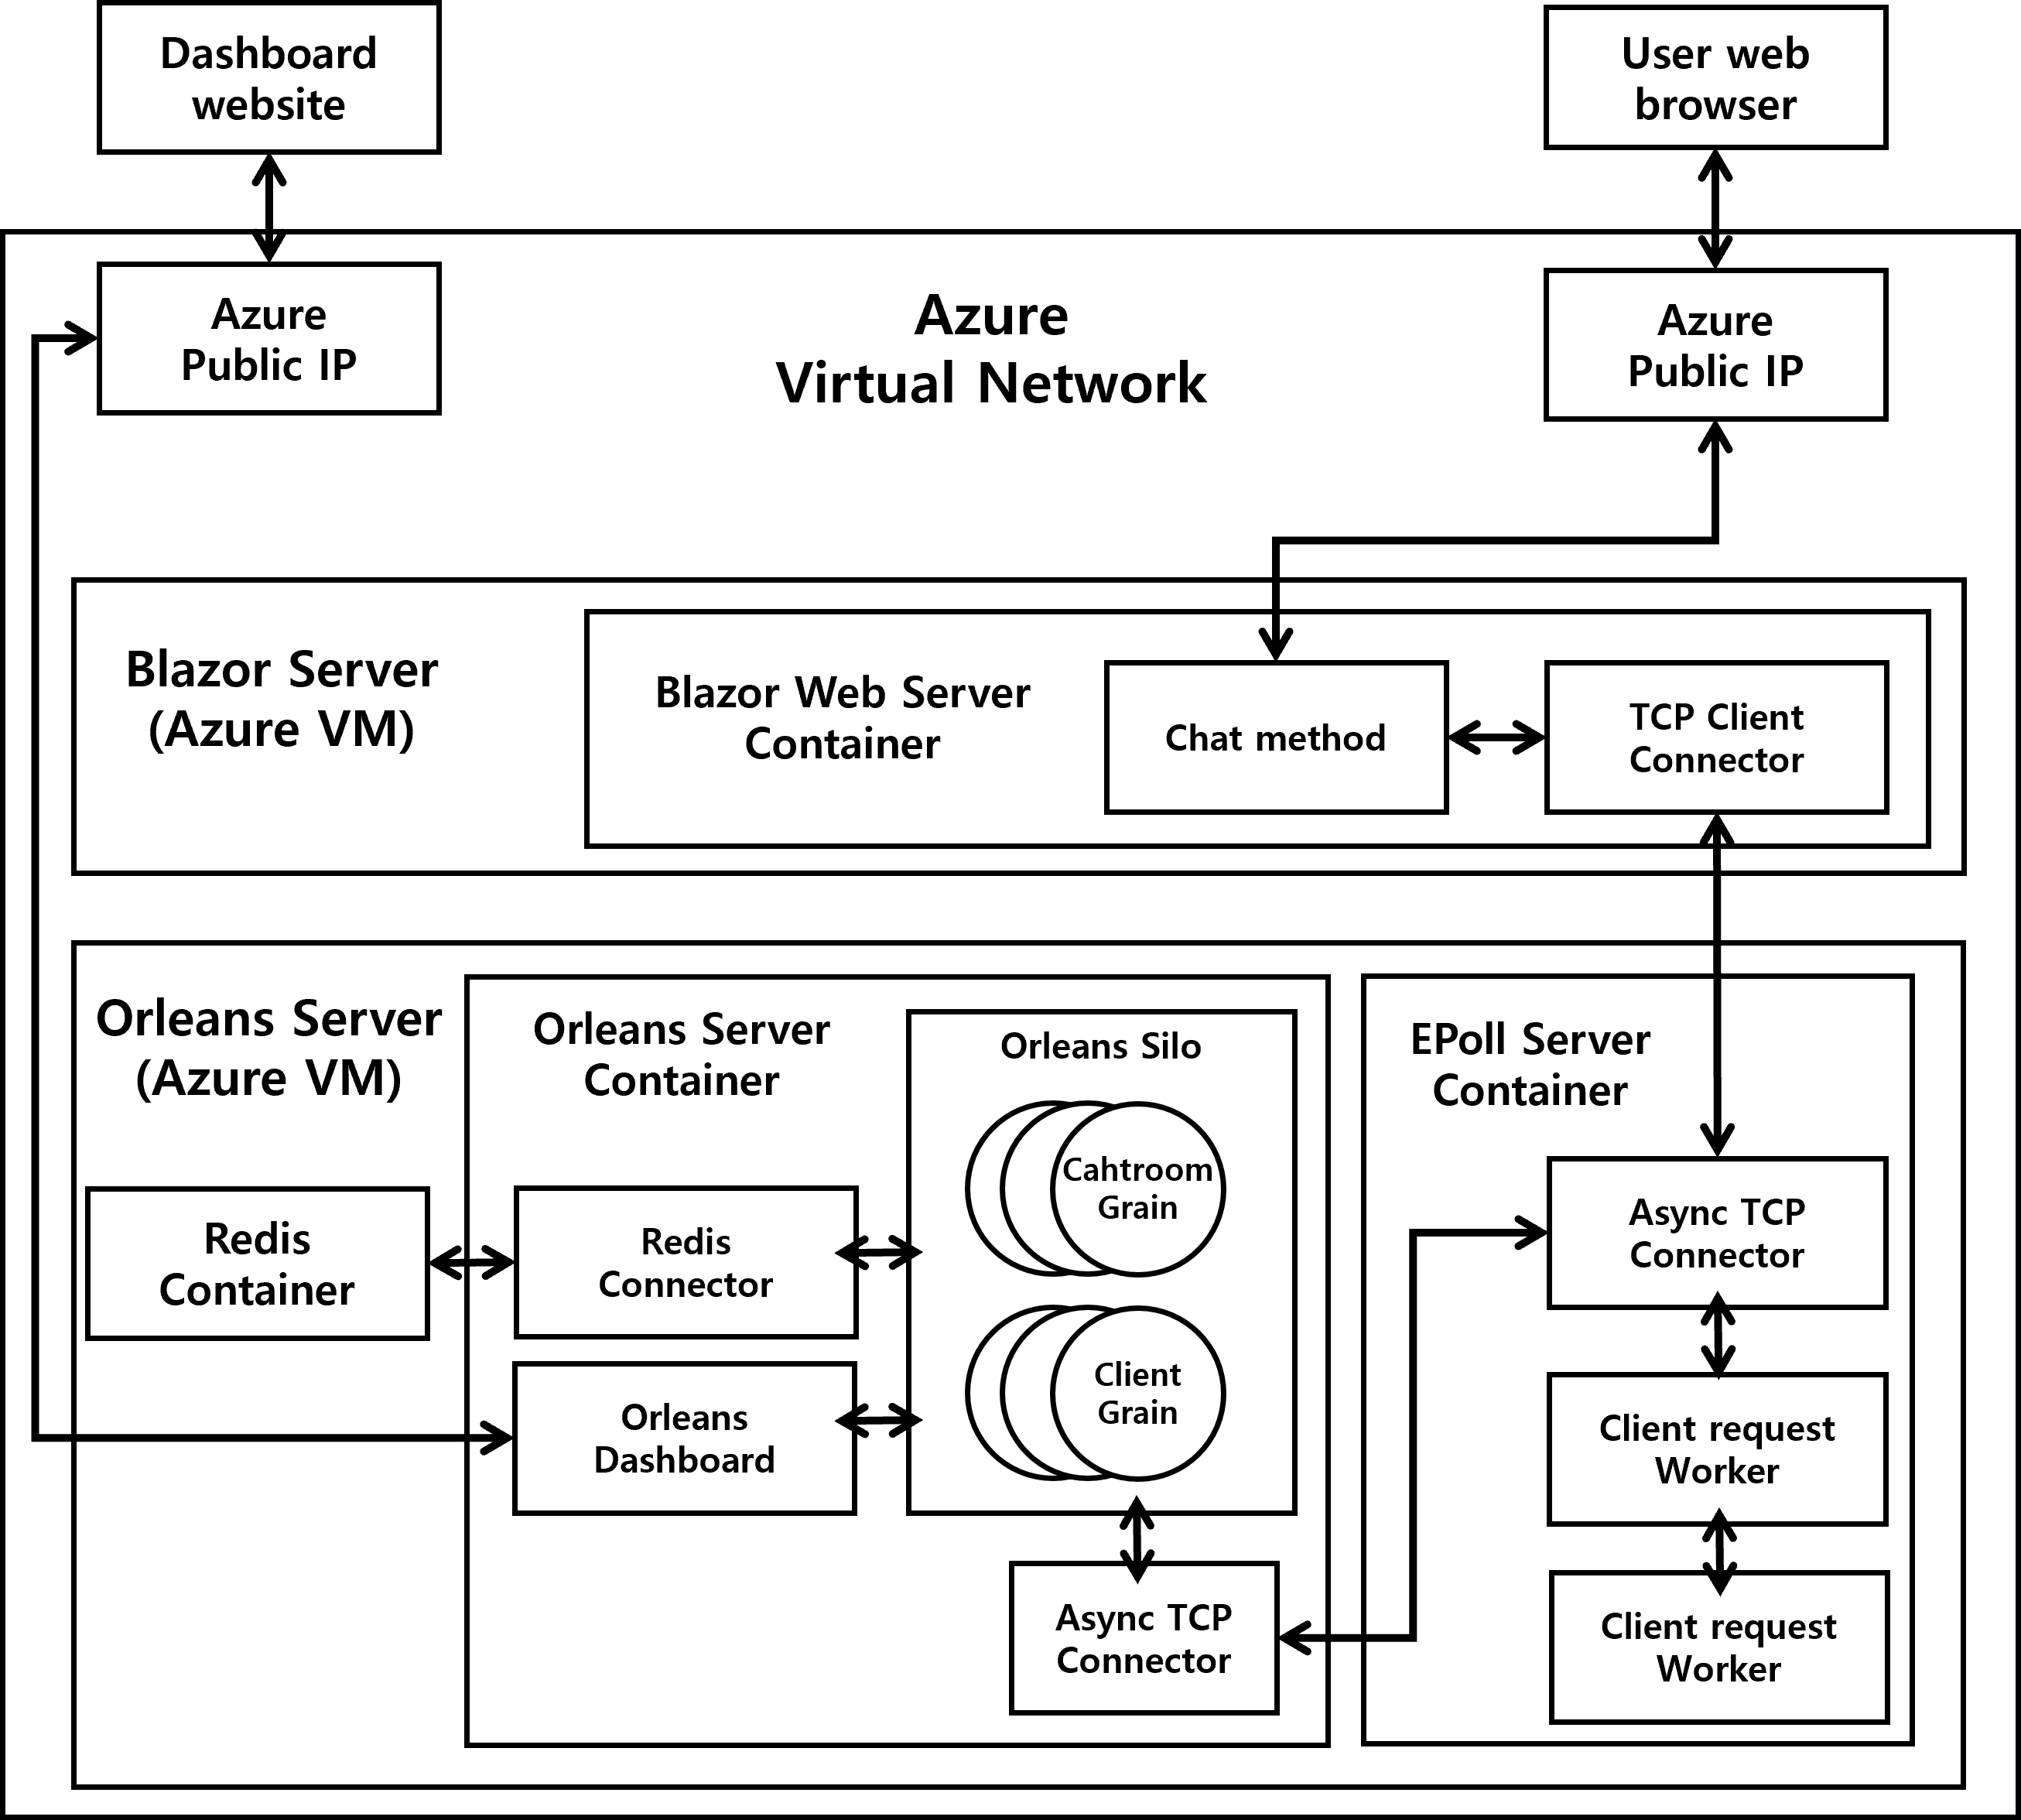 Dashboard
website
User web
browser
Azure
Public IP
Azure
Virtual Network
Azure
Public IP
Blazor Server
(Azure VM)
Blazor Web Server
Container
Chat method
TCP Client
Connector
Orleans Server
(Azure VM)
Orleans Server
Container
Orleans Silo
Cahtroom
Grain
Client
Grain
Redis
Container
Redis
Connector
Orleans
Dashboard
Async TCP
Connector
EPoll Server
Container
Async TCP
Connector
Client request
Worker
Client request
Worker